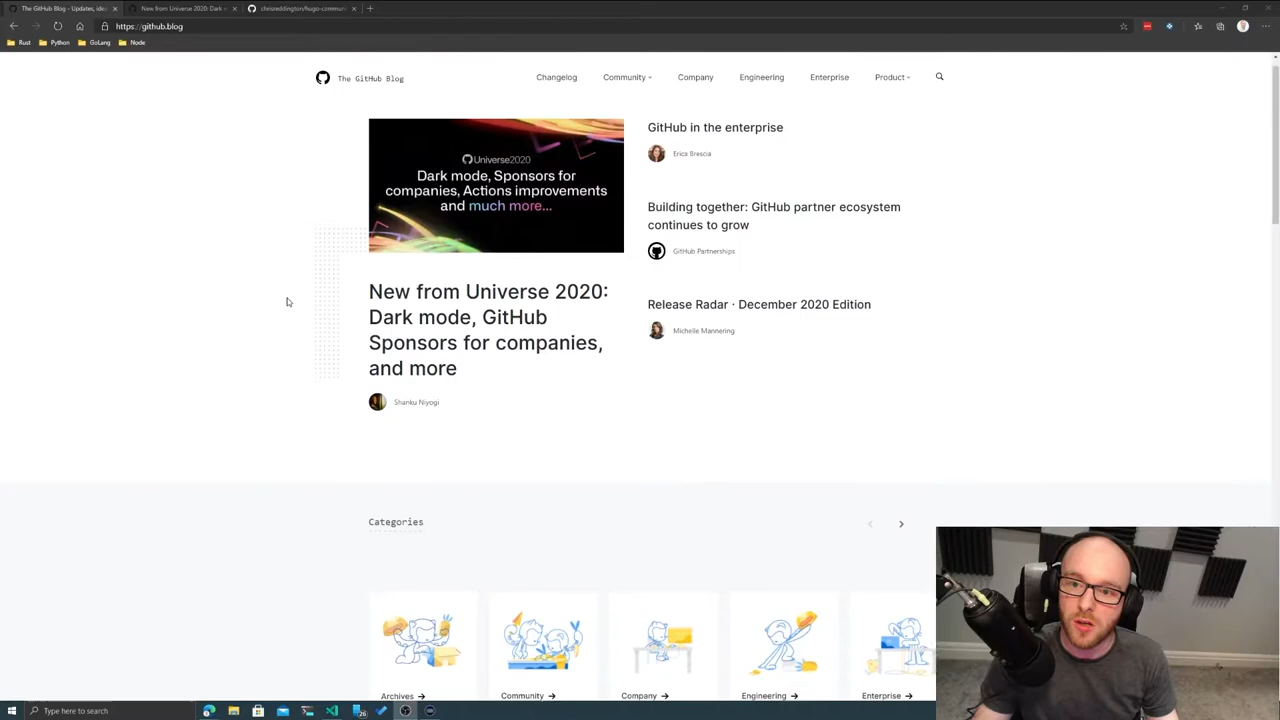 The GitHub Blog - Updates, ide
New from Universe 2020: Dark
chrisreddington/hugo-commun
https://github.blog
Rust
Python
GoLang
Node
The GitHub Blog
Changelog
Community
Company
Engineering
Enterprise
Product
Universe2020
Dark mode, Sponsors for
companies, Actions improvements
and much more...
New from Universe 2020:
Dark mode, GitHub
Sponsors for companies,
and more
Shanku Niyogi
GitHub in the enterprise
Erica Brescia
Building together: GitHub partner ecosystem
continues to grow
GitHub Partnerships
Release Radar · December 2020 Edition
Michelle Mannering
Categories
Archives →
Community →
Company →
Engineering →
Enterprise →
Type here to search